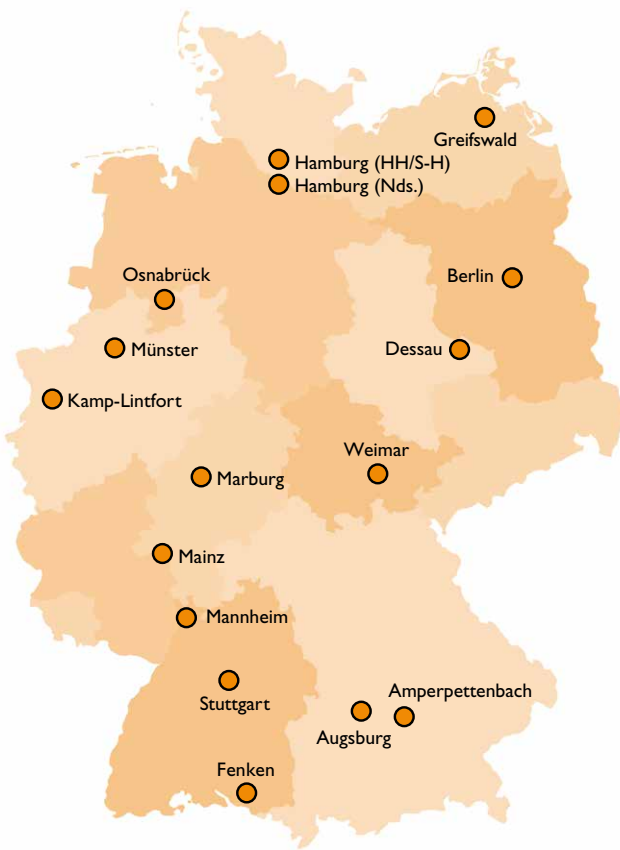 Greifswald
Hamburg (HH/S-H)
Hamburg (Nds.)
Osnabrück
Berlin
Münster
Dessau
Kamp-Lintfort
Weimar
Marburg
Mainz
Mannheim
Stuttgart
Amperpettenbach
Augsburg
Fenken